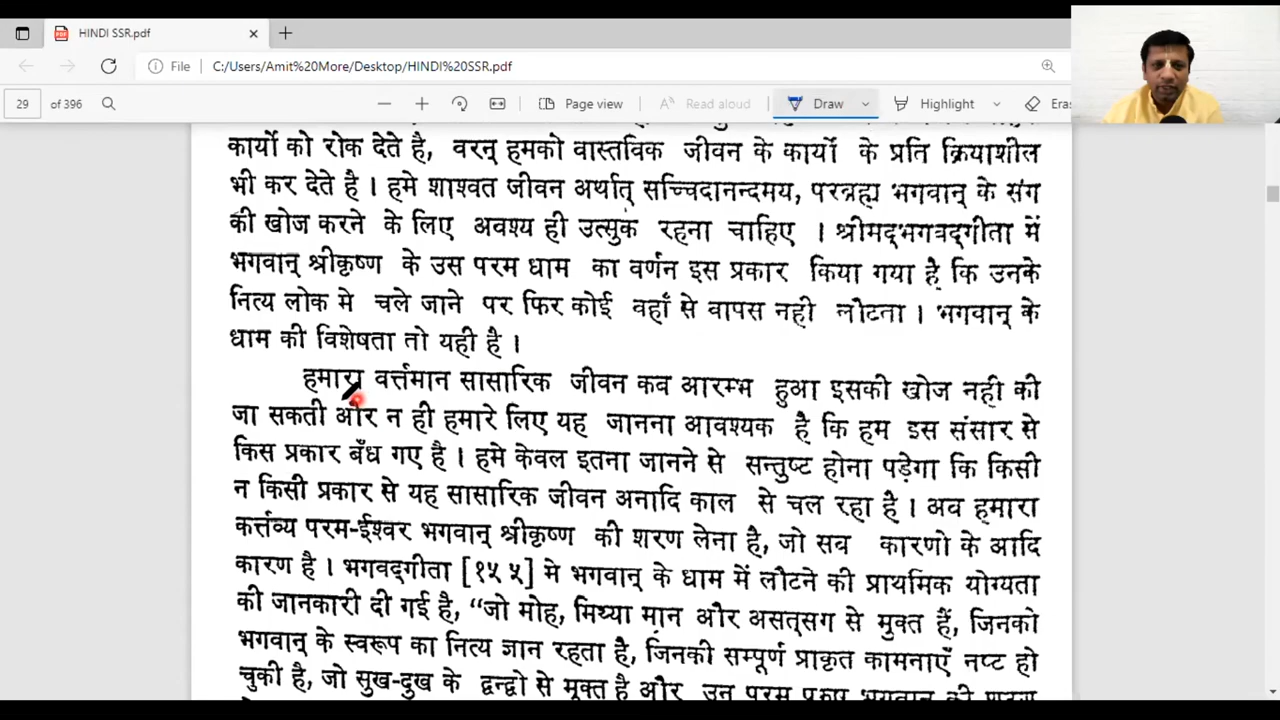 HINDI SSR.pdf
File C:/Users/Amit%20More/Desktop/HINDI%20SSR.pdf
29 of 396 Page view Read aloud Draw Highlight Eras
कार्यो को रोक देते है, वरन् हमको वास्तविक जीवन के कार्यो के प्रति क्रियाशील
भी कर देते है । हमे शाश्वत जीवन अर्थात् सच्चिदानन्दमय, परब्रह्म भगवान् के संग
की खोज करने के लिए अवश्य ही उत्सुक रहना चाहिए । श्रीमद्भगवद्गीता में
भगवान् श्रीकृष्ण के उस परम धाम का वर्णन इस प्रकार किया गया है कि उनके
नित्य लोक मे चले जाने पर फिर कोई वहाँ से वापस नही लौटता । भगवान् के
धाम की विशेषता तो यही है ।
हमारा वर्त्तमान सासारिक जीवन कब आरम्भ हुआ इसकी खोज नही की
जा सकती और न ही हमारे लिए यह जानना आवश्यक है कि हम इस संसार से
किस प्रकार बँध गए है । हमे केवल इतना जानने से सन्तुष्ट होना पड़ेगा कि किसी
न किसी प्रकार से यह सासारिक जीवन अनादि काल से चल रहा है । अव हमारा
कर्त्तव्य परम-ईश्वर भगवान् श्रीकृष्ण की शरण लेना है, जो सब कारणो के आदि
कारण है । भगवद्गीता [१५ ५] मे भगवान् के धाम में लौटने की प्राथमिक योग्यता
की जानकारी दी गई है, “जो मोह, मिथ्या मान और असत्सग से मुक्त हैं, जिनको
भगवान् के स्वरूप का नित्य ज्ञान रहता है, जिनकी सम्पूर्ण प्राकृत कामनाएँ नष्ट हो
चुकी है, जो सुख-दुख के द्वन्द्वो से मूक्त है और उन परम पुरुष भगवान् की